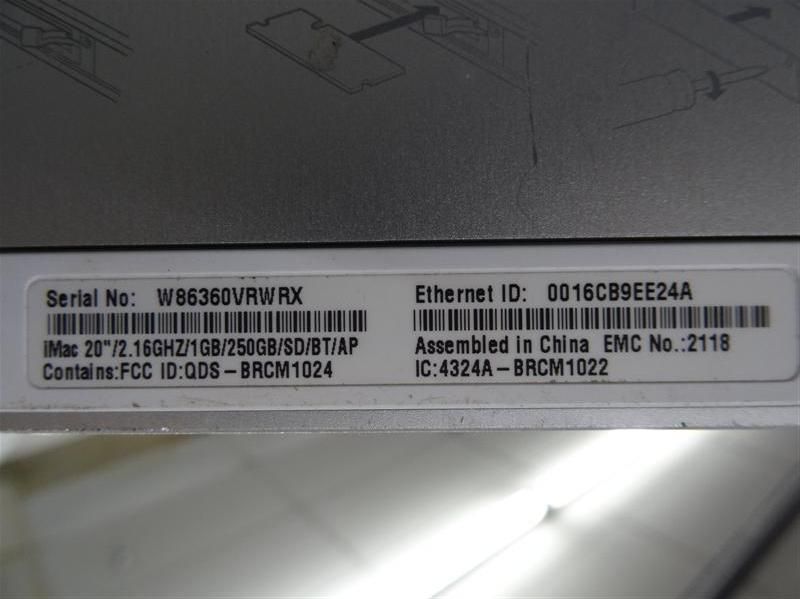 Serial No: W86360VRWRX
iMac 20"/2.16GHZ/1GB/250GB/SD/BT/AP
Contains:FCC ID:QDS-BRCM1024
Ethernet ID: 0016CB9EE24A
Assembled in China EMC No.:2118
IC:4324A-BRCM1022